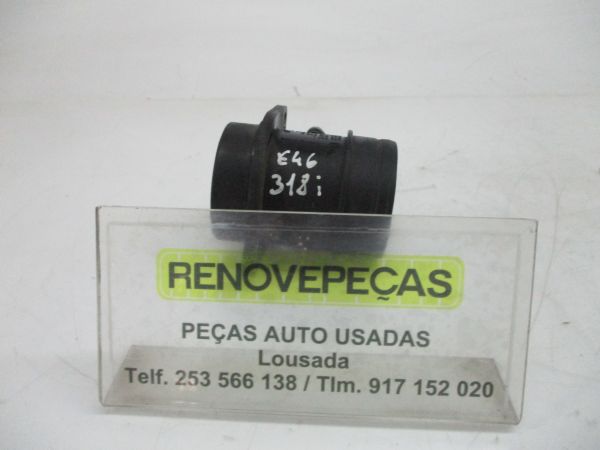 E46
318i
RENOVEPEÇAS
PEÇAS AUTO USADAS
Lousada
Telf. 253 566 138 / Tlm. 917 152 020